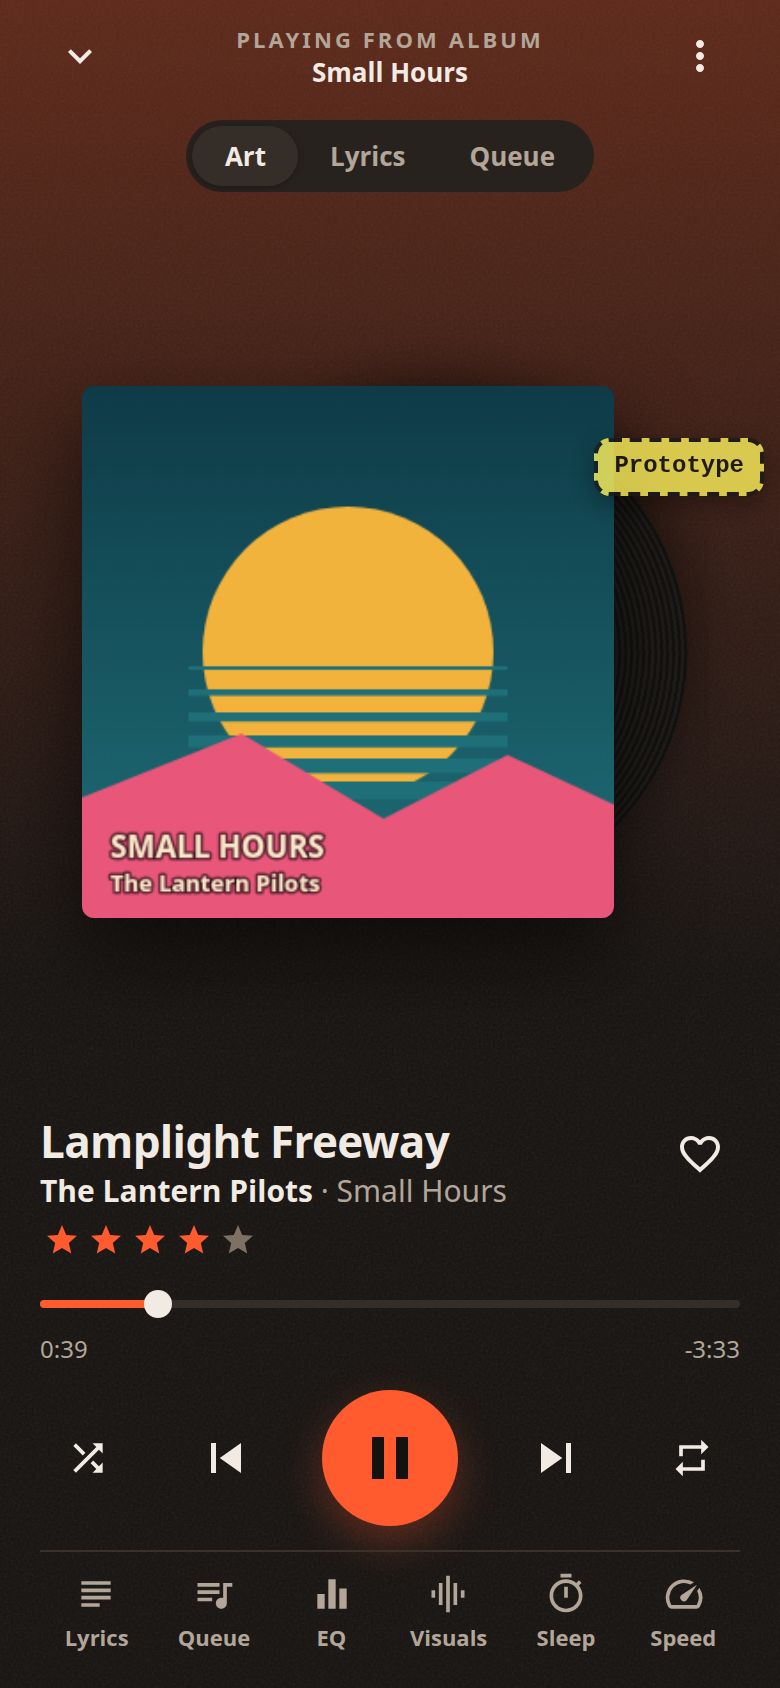 PLAYING FROM ALBUM
Small Hours
Art Lyrics Queue
Prototype
SMALL HOURS
The Lantern Pilots
Lamplight Freeway
The Lantern Pilots · Small Hours
0:39 -3:33
Lyrics Queue EQ Visuals Sleep Speed